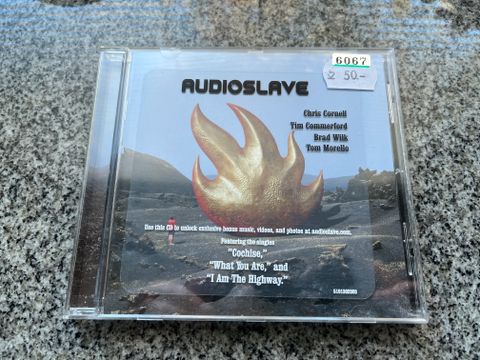 6067
2 50.-
AUDIOSLAVE
Chris Cornell
Tim Commerford
Brad Wilk
Tom Morello
Use this CD to unlock exclusive bonus music, videos, and photos at audioslave.com.
Featuring the singles
"Cochise,"
"What You Are," and
"I Am The Highway."